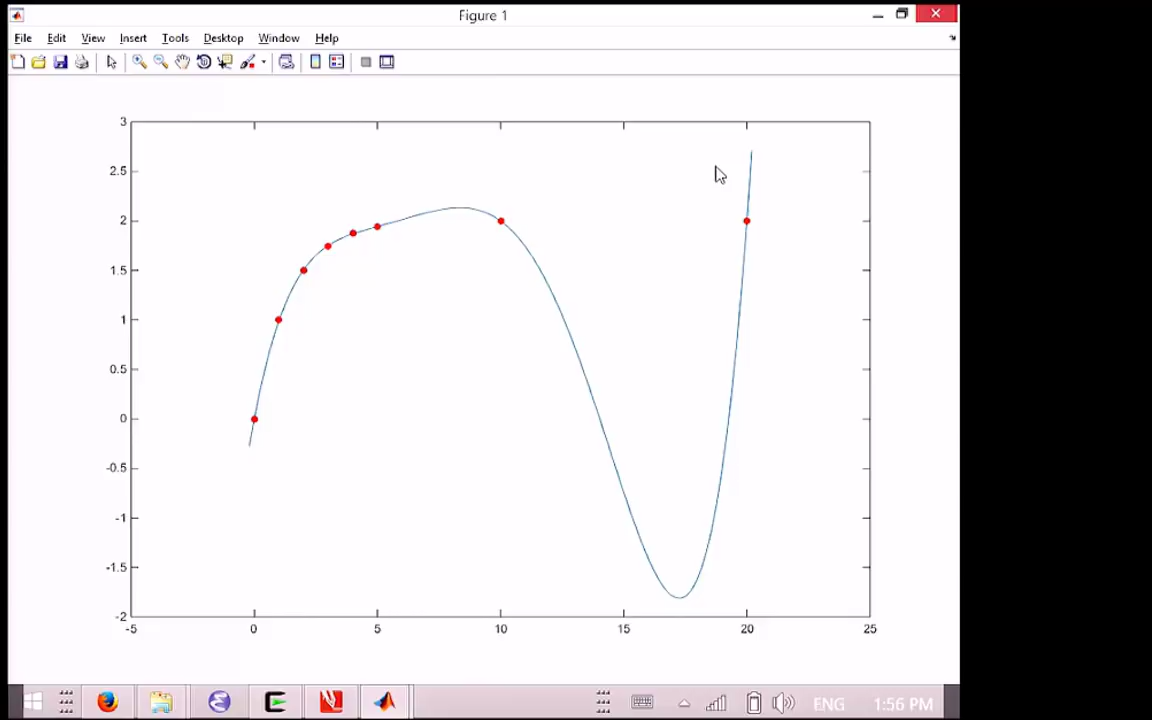 Figure 1
File Edit View Insert Tools Desktop Window Help
3
2.5
2
1.5
1
0.5
0
-0.5
-1
-1.5
-2
-5 0 5 10 15 20 25
ENG 1:56 PM